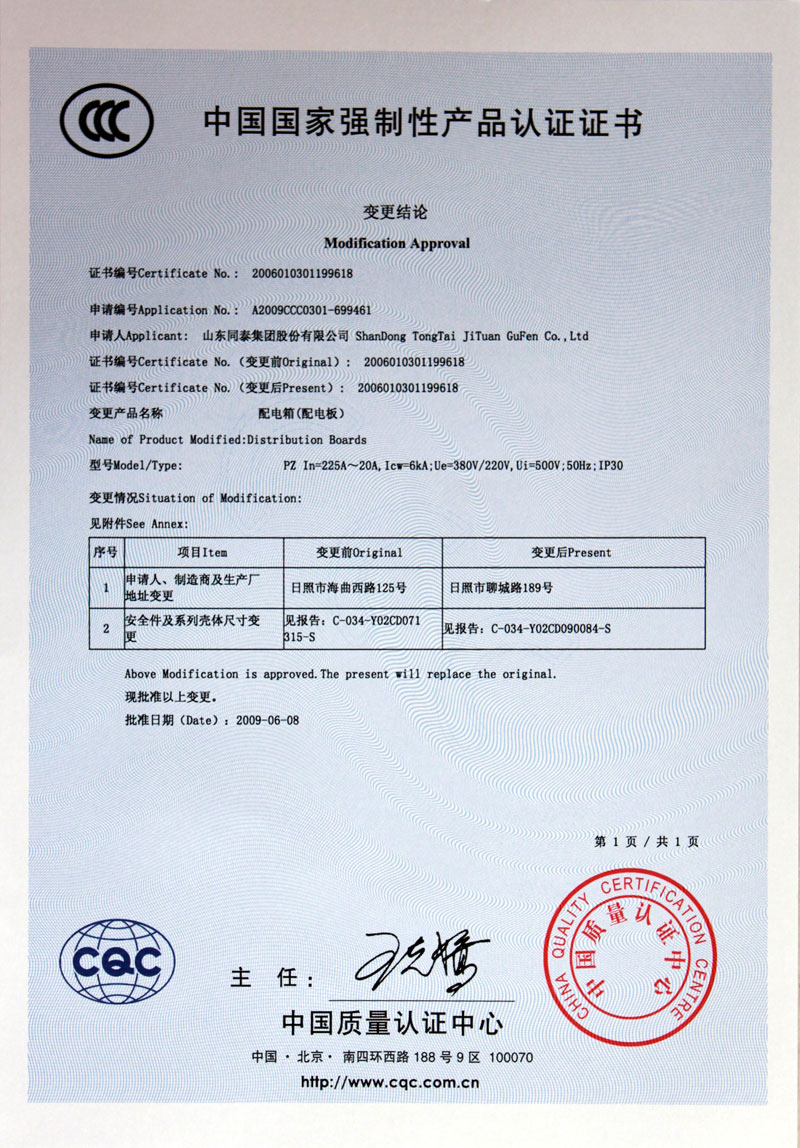 CCC
中国国家强制性产品认证证书
变更结论
Modification Approval
证书编号Certificate No.: 2006010301199618
申请编号Application No.: A2009CCC0301-699461
申请人Applicant: 山东同泰集团股份有限公司 ShanDong TongTai JiTuan GuFen Co.,Ltd
证书编号Certificate No.(变更前Original): 2006010301199618
证书编号Certificate No.(变更后Present): 2006010301199618
变更产品名称 配电箱(配电板)
Name of Product Modified:Distribution Boards
型号Model/Type: PZ In=225A～20A,Icw=6kA;Ue=380V/220V,Ui=500V;50Hz;IP30
变更情况Situation of Modification:
见附件See Annex:
序号 项目Item 变更前Original 变更后Present
1 申请人、制造商及生产厂地址变更 日照市海曲西路125号 日照市聊城路189号
2 安全件及系列壳体尺寸变更 见报告: C-034-Y02CD071315-S 见报告: C-034-Y02CD090084-S
Above Modification is approved.The present will replace the original.
现批准以上变更。
批准日期(Date): 2009-06-08
第 1 页 / 共 1 页
CHINA QUALITY CERTIFICATION CENTRE
中国质量认证中心
CQC
主 任:
中国质量认证中心
中国・北京・ 南四环西路 188 号 9 区 100070
http://www.cqc.com.cn